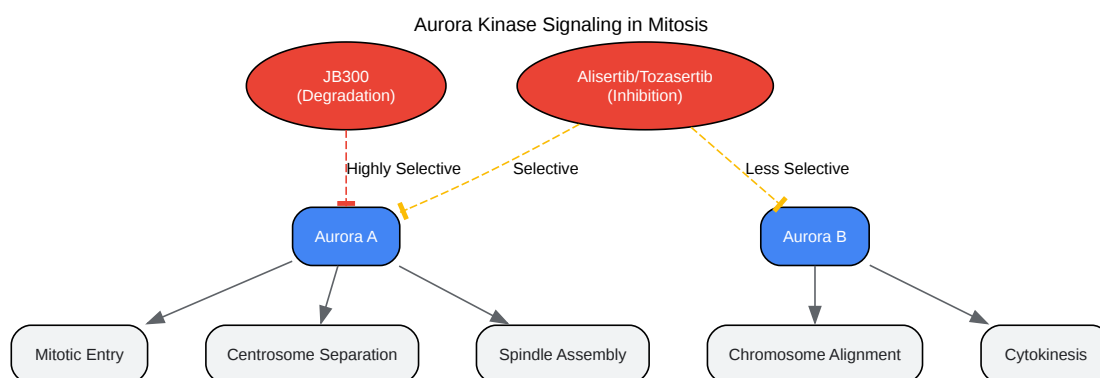 Aurora Kinase Signaling in Mitosis
JB300
(Degradation)
Alisertib/Tozasertib
(Inhibition)
Highly Selective
Selective
Less Selective
Aurora A
Aurora B
Mitotic Entry
Centrosome Separation
Spindle Assembly
Chromosome Alignment
Cytokinesis